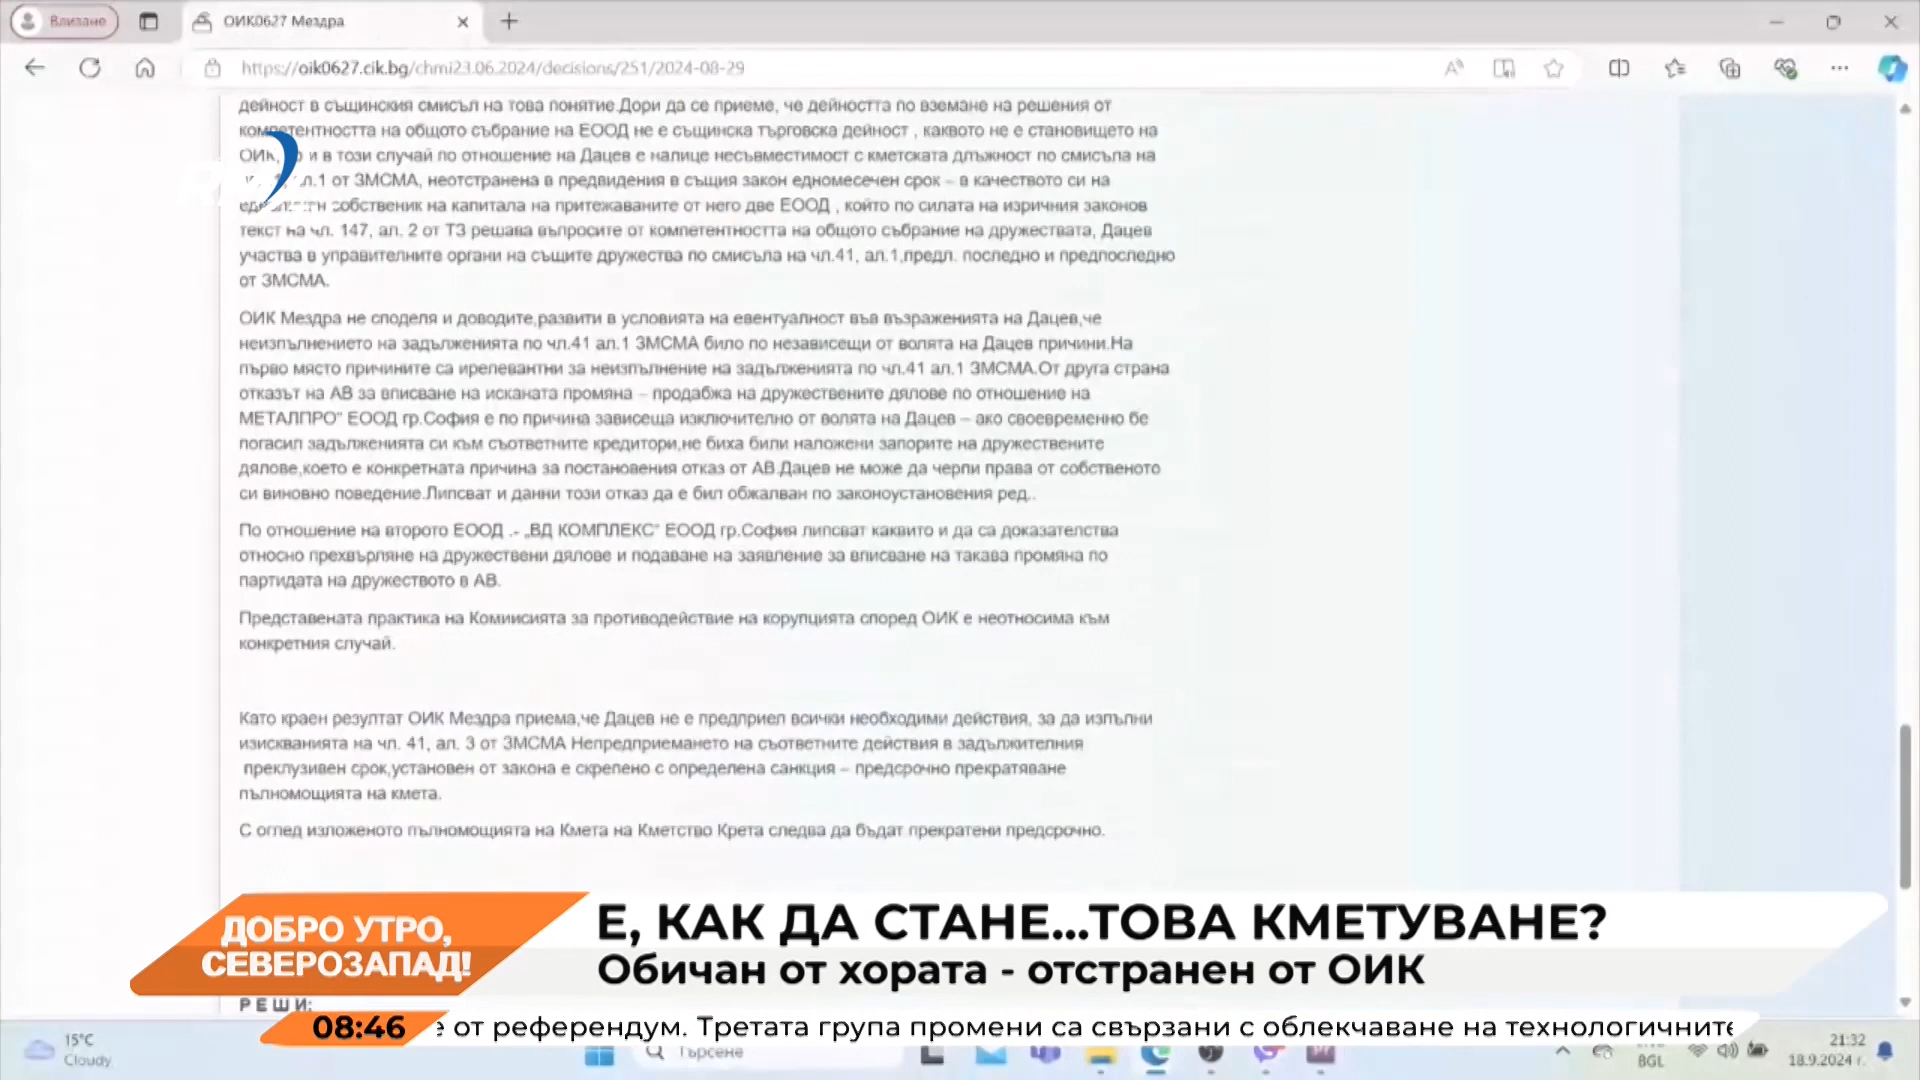 Влизане
ОИК0627 Мездра
https://oik0627.cik.bg/chmi23.06.2024/decisions/251/2024-08-29
дейност в същинския смисъл на това понятие.Дори да се приеме, че дейността по вземане на решения от
компетентността на общото събрание на ЕООД не е същинска търговска дейност , каквото не е становището на
ОИК, и в този случай по отношение на Дацев е налице несъвместимост с кметската длъжност по смисъла на
ал.1 от ЗМСМА, неотстранена в предвидения в същия закон едномесечен срок – в качеството си на
собственик на капитала на притежаваните от него две ЕООД , който по силата на изричния законов
текст на чл. 147, ал. 2 от ТЗ решава въпросите от компетентността на общото събрание на дружествата, Дацев
участва в управителните органи на същите дружества по смисъла на чл.41, ал.1,предл. последно и предпоследно
от ЗМСМА.
ОИК Мездра не споделя и доводите,развити в условията на евентуалност във възраженията на Дацев,че
неизпълнението на задълженията по чл.41 ал.1 ЗМСМА било по независещи от волята на Дацев причини.На
първо място причините са ирелевантни за неизпълнение на задълженията по чл.41 ал.1 ЗМСМА.От друга страна
отказът на АВ за вписване на исканата промяна – продабжа на дружествените дялове по отношение на
МЕТАЛПРО" ЕООД гр.София е по причина зависеща изключително от волята на Дацев – ако своевременно бе
погасил задълженията си към съответните кредитори,не биха били наложени запорите на дружествените
дялове,което е конкретната причина за постановения отказ от АВ.Дацев не може да черпи права от собственото
си виновно поведение.Липсват и данни този отказ да е бил обжалван по законоустановения ред..
По отношение на второто ЕООД .- „ВД КОМПЛЕКС" ЕООД гр.София липсват каквито и да са доказателства
относно прехвърляне на дружествени дялове и подаване на заявление за вписване на такава промяна по
партидата на дружеството в АВ.
Представената практика на Комиисията за противодействие на корупцията според ОИК е неотносима към
конкретния случай.
Като краен резултат ОИК Мездра приема,че Дацев не е предприел всички необходими действия, за да изпълни
изискванията на чл. 41, ал. 3 от ЗМСМА Непредприемането на съответните действия в задължителния
преклузивен срок,установен от закона е скрепено с определена санкция – предсрочно прекратяване
пълномощията на кмета.
С оглед изложеното пълномощията на Кмета на Кметство Крета следва да бъдат прекратени предсрочно.
ДОБРО УТРО,
СЕВЕРОЗАПАД!
Е, КАК ДА СТАНЕ...ТОВА КМЕТУВАНЕ?
Обичан от хората - отстранен от ОИК
Р Е Ш И:
08:46
е от референдум. Третата група промени са свързани с облекчаване на технологичните
15°C
Cloudy
Търсене
BGL
21:32
18.9.2024 г.